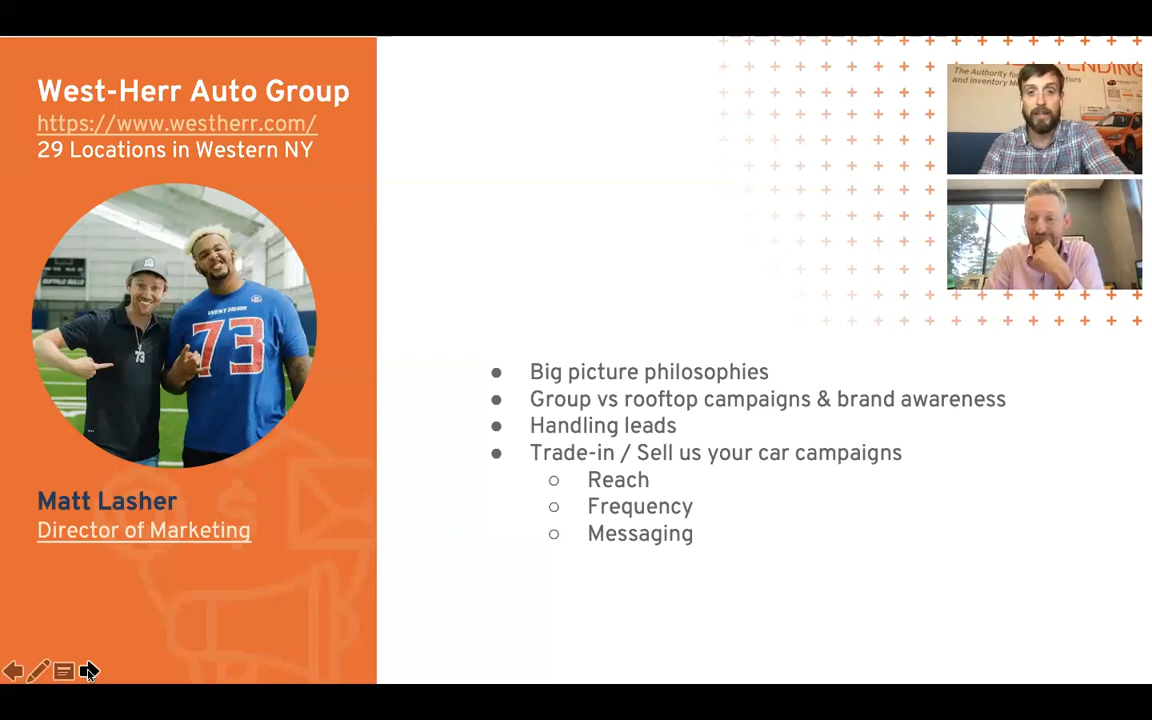 West-Herr Auto Group
https://www.westherr.com/
29 Locations in Western NY
WEST HERR
73
73
Matt Lasher
Director of Marketing
The Authority for
and Inventory
● Big picture philosophies
● Group vs rooftop campaigns & brand awareness
● Handling leads
● Trade-in / Sell us your car campaigns
○ Reach
○ Frequency
○ Messaging